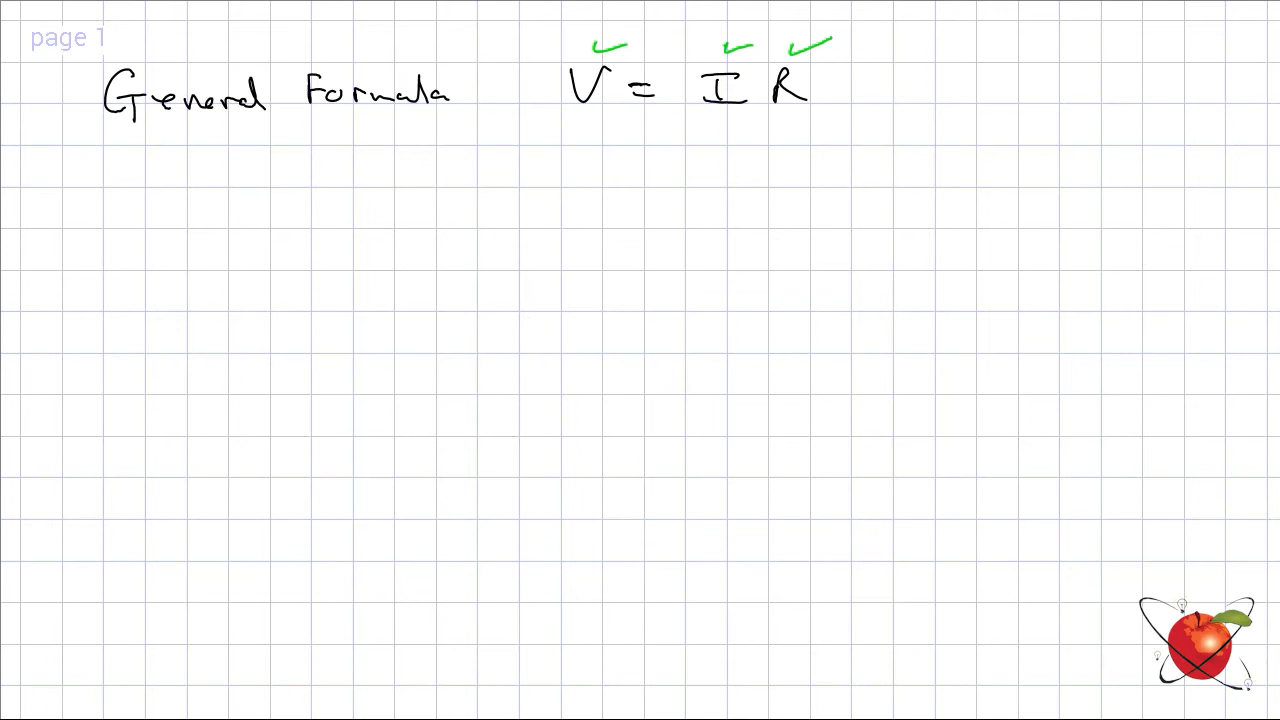 page 1
General Formula V = I R